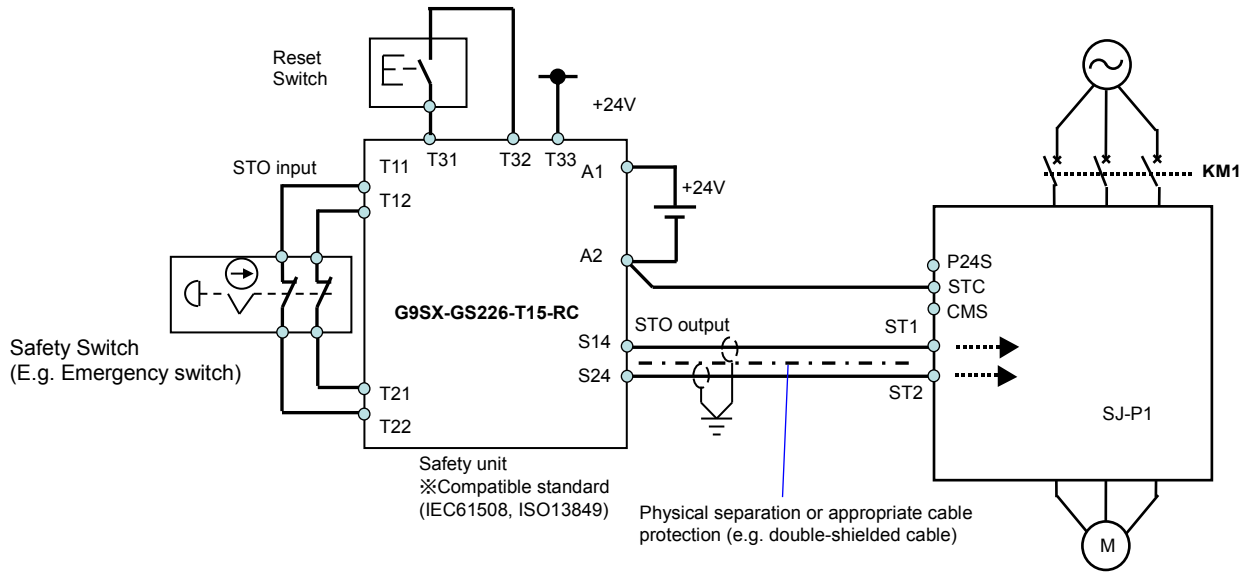 Reset
Switch
+24V
T31
T32
T33
STO input
T11
T12
A1
+24V
KM1
A2
P24S
STC
CMS
G9SX-GS226-T15-RC
STO output
ST1
S14
Safety Switch
(E.g. Emergency switch)
S24
ST2
T21
T22
SJ-P1
Safety unit
※Compatible standard
(IEC61508, ISO13849)
Physical separation or appropriate cable
protection (e.g. double-shielded cable)
M